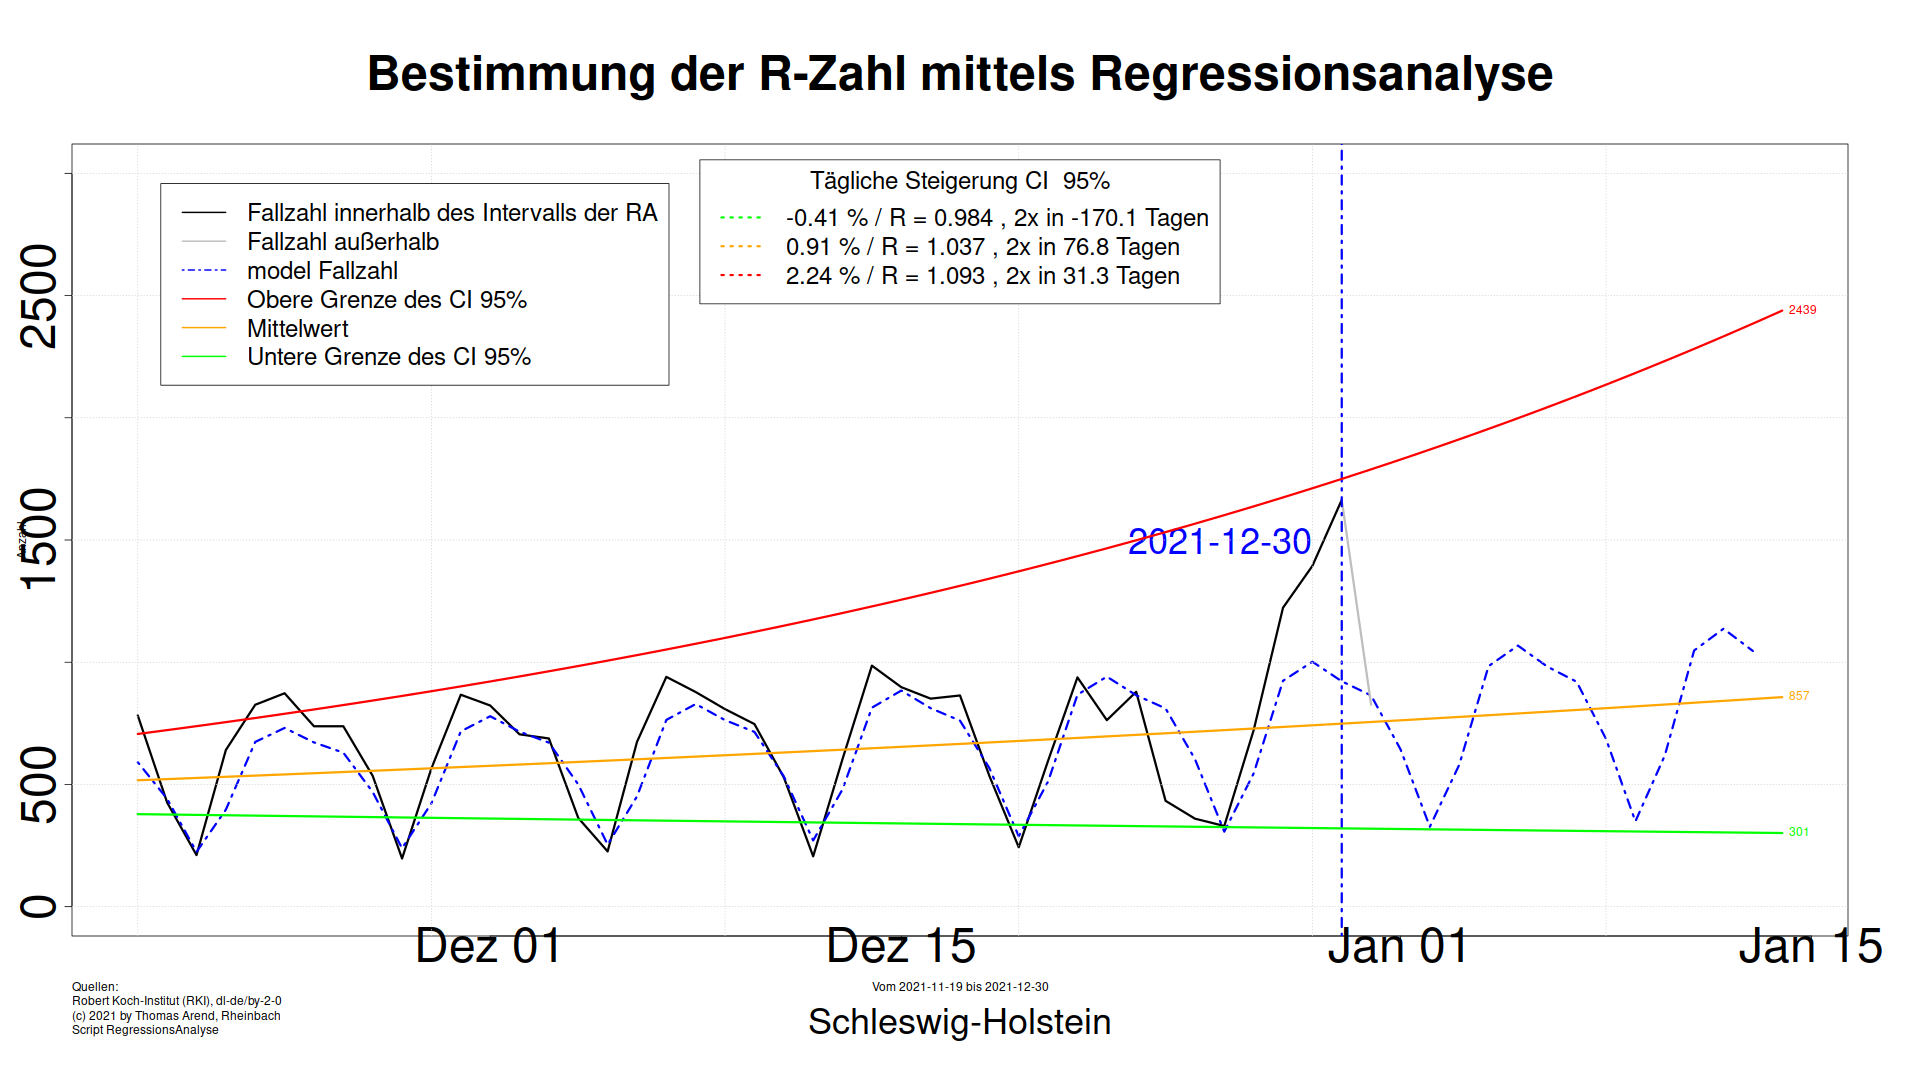 Bestimmung der R-Zahl mittels Regressionsanalyse
Fallzahl innerhalb des Intervalls der RA
Fallzahl außerhalb
model Fallzahl
Obere Grenze des CI 95%
Mittelwert
Untere Grenze des CI 95%
Tägliche Steigerung CI  95%
-0.41 % / R = 0.984 , 2x in -170.1 Tagen
0.91 % / R = 1.037 , 2x in 76.8 Tagen
2.24 % / R = 1.093 , 2x in 31.3 Tagen
2500
1500
500
0
Anzahl
2021-12-30
2439
857
301
Dez 01
Dez 15
Jan 01
Jan 15
Quellen:
Robert Koch-Institut (RKI), dl-de/by-2-0
(c) 2021 by Thomas Arend, Rheinbach
Script RegressionsAnalyse
Vom 2021-11-19 bis 2021-12-30
Schleswig-Holstein